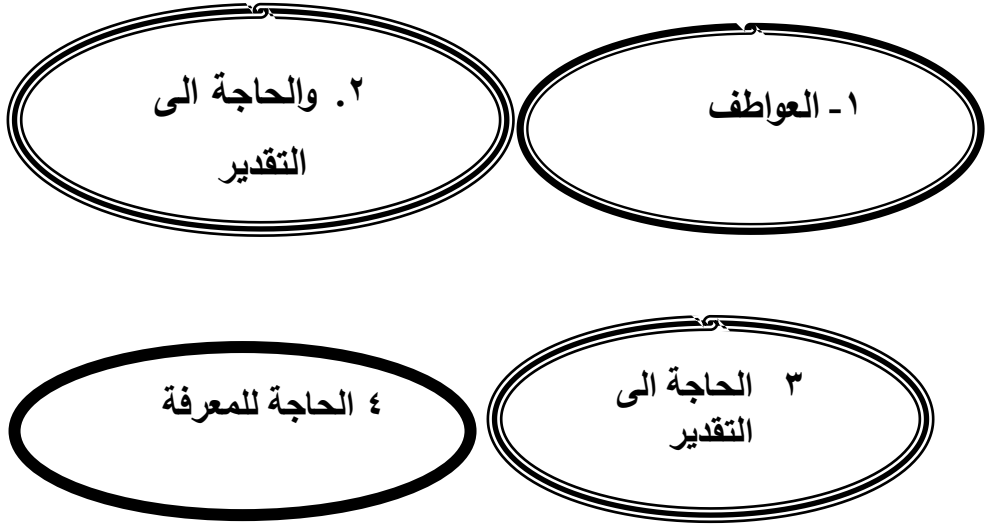 ١- العواطف
٢. والحاجة الى
التقدير
٣ الحاجة الى
التقدير
٤ الحاجة للمعرفة